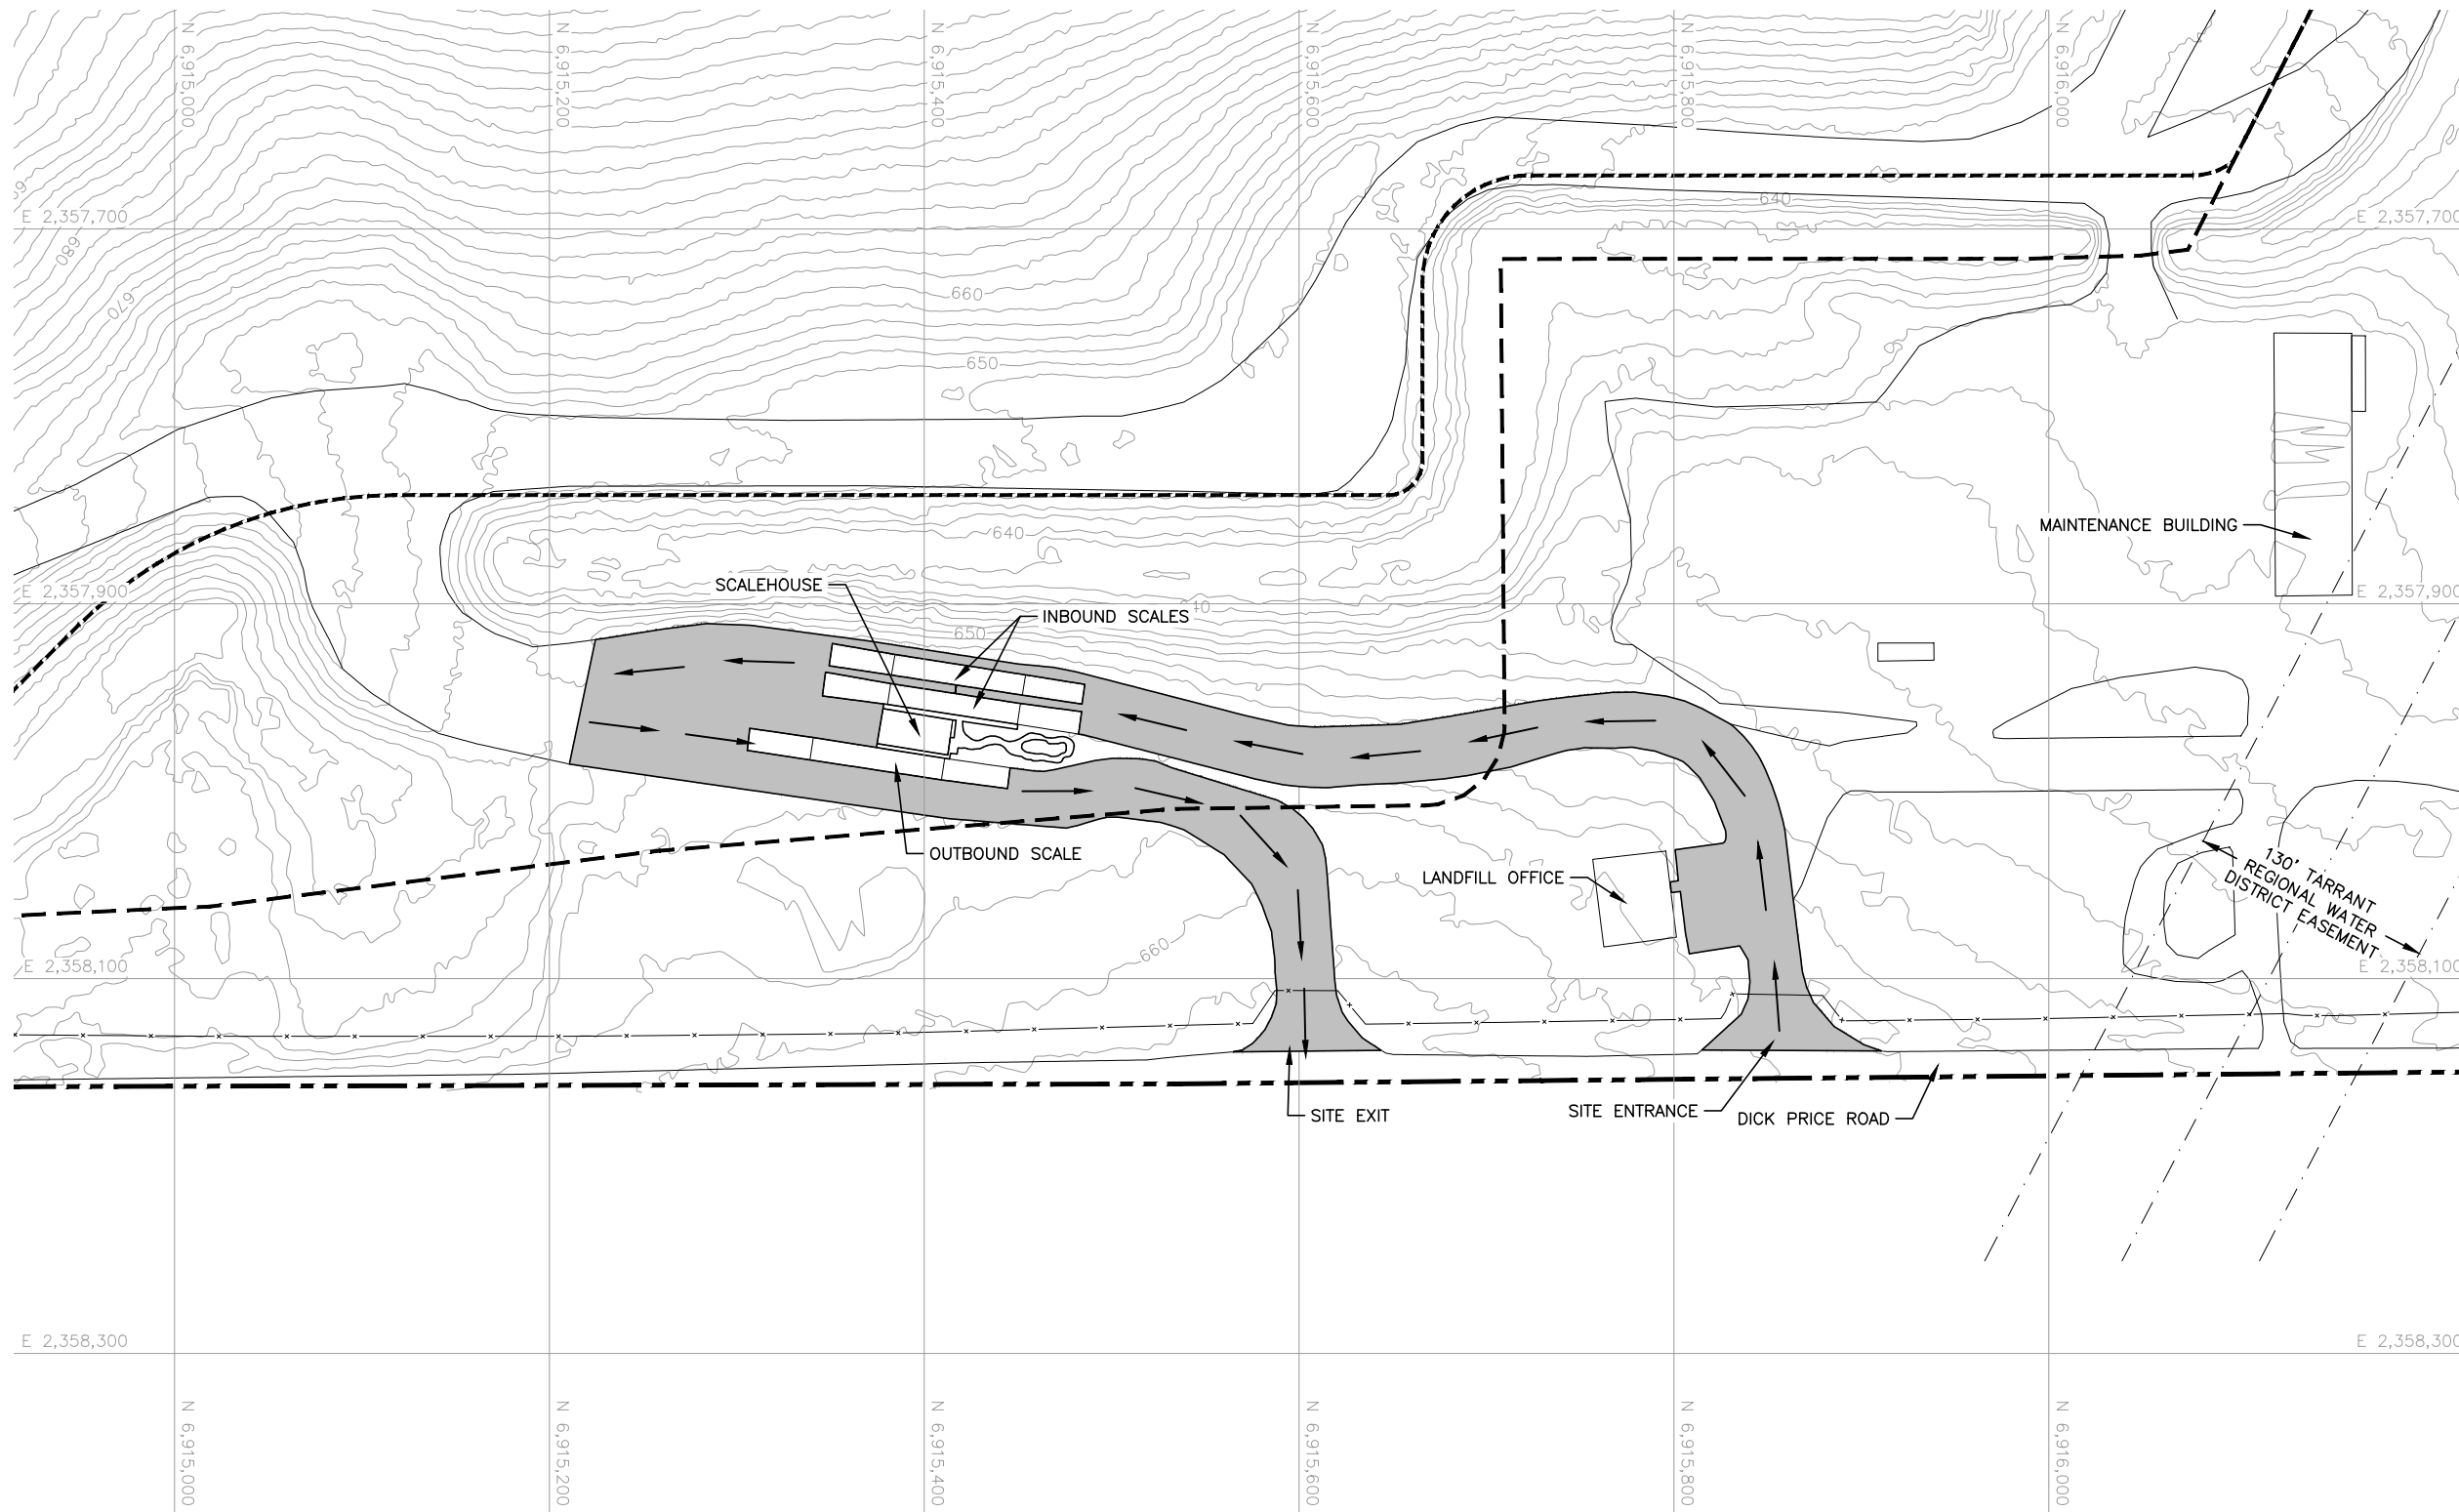 N 6,915,000
N 6,915,200
N 6,915,400
N 6,915,600
N 6,915,800
N 6,916,000
640
E 2,357,700
E 2,357,700
680
670
660
650
640
MAINTENANCE BUILDING
SCALEHOUSE
E 2,357,900
E 2,357,900
INBOUND SCALES
650
OUTBOUND SCALE
LANDFILL OFFICE
130' TARRANT
REGIONAL WATER
DISTRICT EASEMENT
660
E 2,358,100
E 2,358,100
SITE EXIT
SITE ENTRANCE
DICK PRICE ROAD
E 2,358,300
E 2,358,300
N 6,915,000
N 6,915,200
N 6,915,400
N 6,915,600
N 6,915,800
N 6,916,000